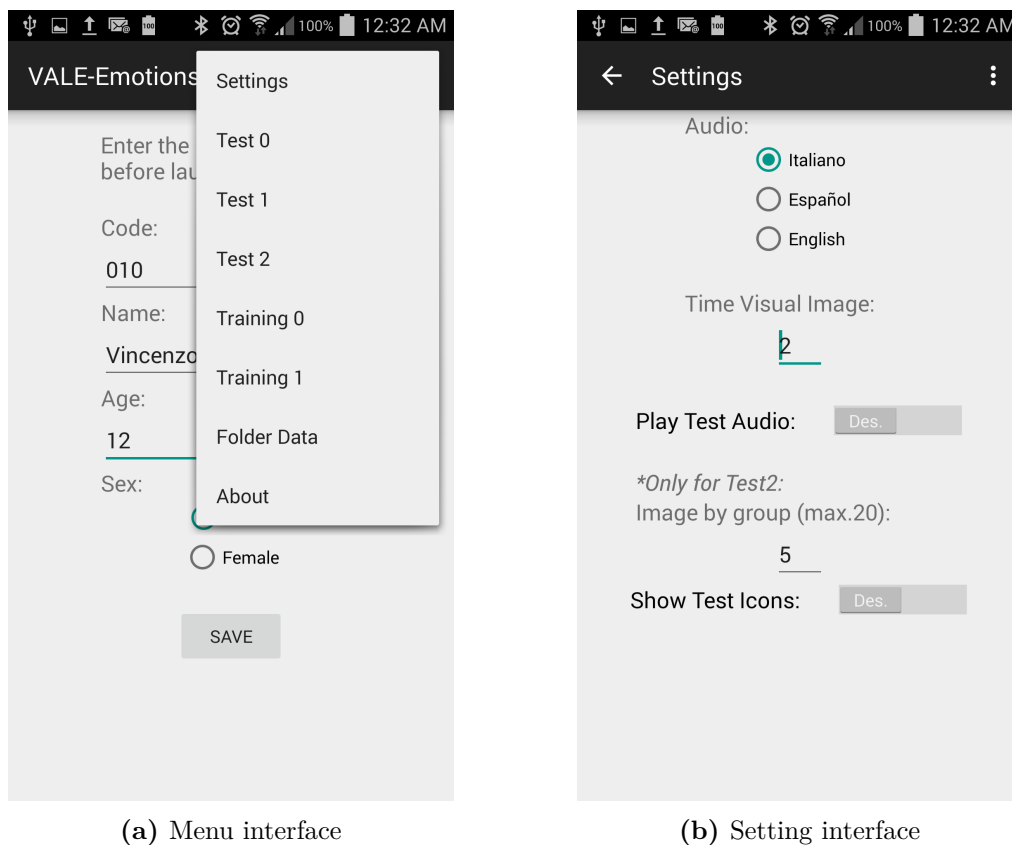 100% 12:32 AM
VALE-Emotions
Settings
Test 0
Test 1
Test 2
Training 0
Training 1
Folder Data
About
Enter the
before lau
Code:
010
Name:
Vincenzo
Age:
12
Sex:
Female
SAVE
(a) Menu interface
100% 12:32 AM
Settings
Audio:
Italiano
Español
English
Time Visual Image:
2
Play Test Audio: Des.
*Only for Test2:
Image by group (max.20):
5
Show Test Icons: Des.
(b) Setting interface